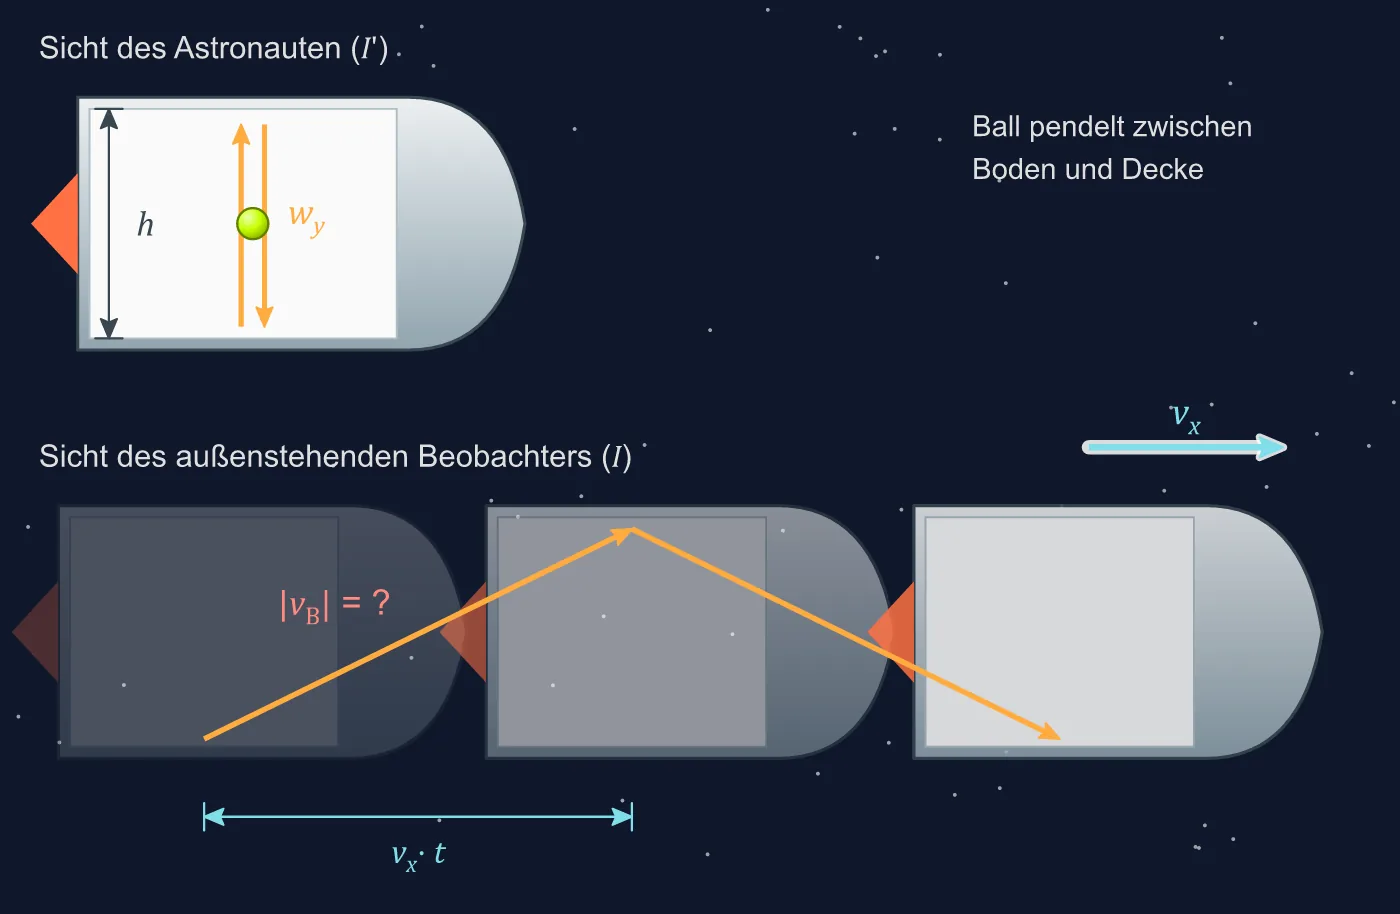 Sicht des Astronauten (I')
Ball pendelt zwischen
Boden und Decke
h
w_y
v_x
Sicht des außenstehenden Beobachters (I)
|v_B| = ?
v_x · t